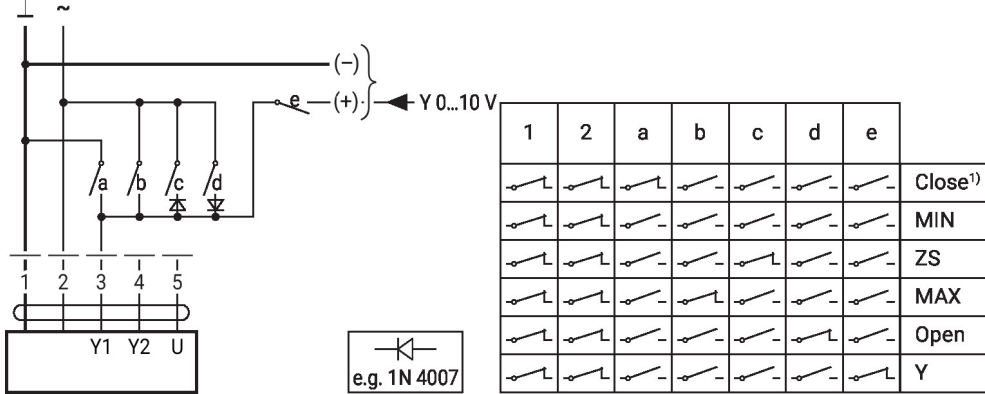 ⊥ ~
(−)
e (+) Y 0...10 V
a b c d
1 2 3 4 5
Y1 Y2 U
e.g. 1N 4007
1 2 a b c d e
Close1)
MIN
ZS
MAX
Open
Y